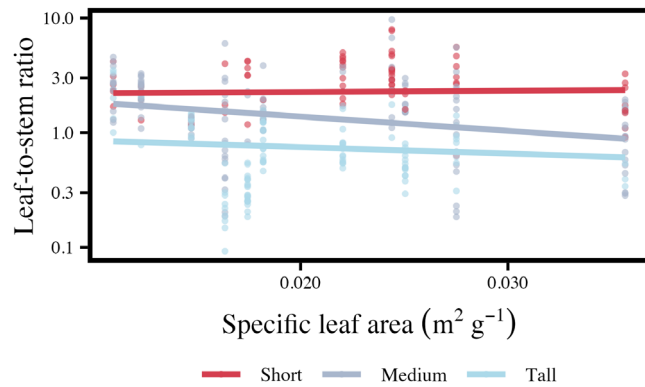 Leaf-to-stem ratio
10.0
3.0
1.0
0.3
0.1
0.020 0.030
Specific leaf area (m² g⁻¹)
Short Medium Tall